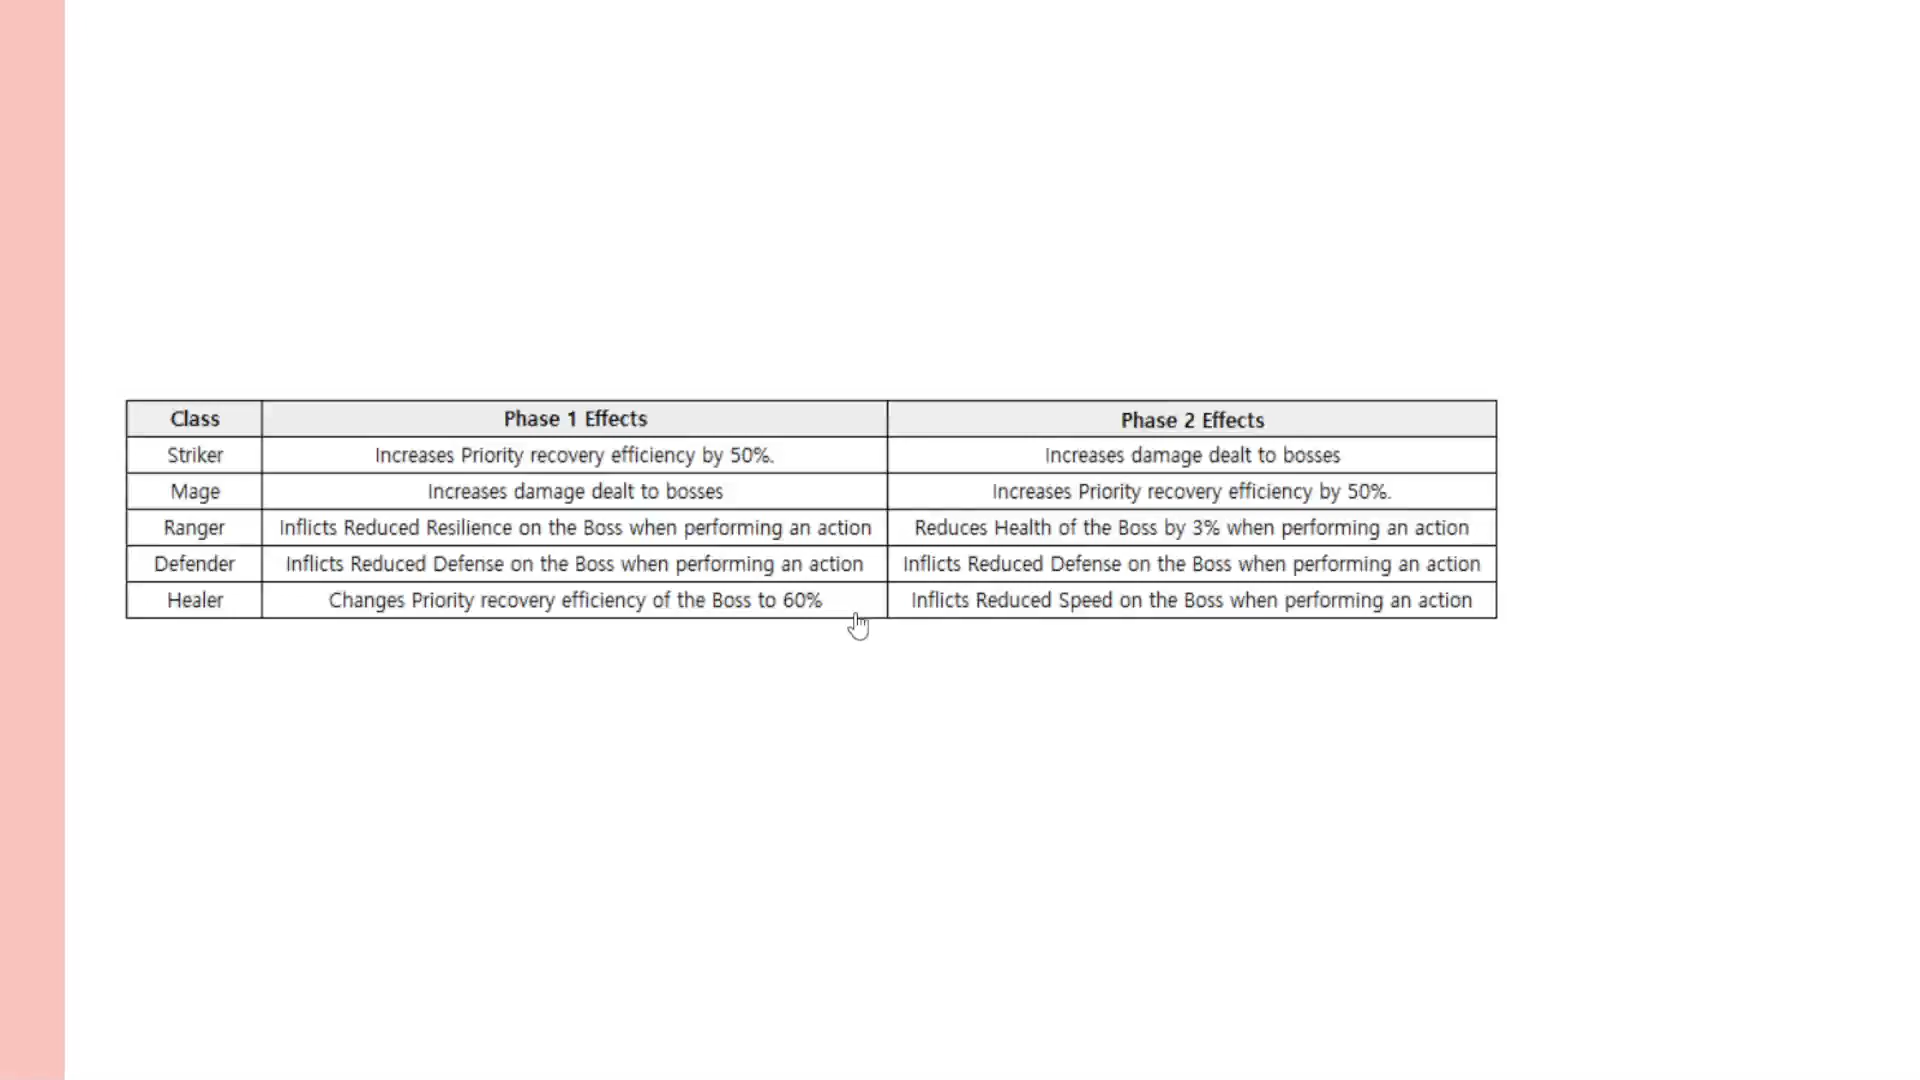 Class Phase 1 Effects Phase 2 Effects
Striker Increases Priority recovery efficiency by 50%. Increases damage dealt to bosses
Mage Increases damage dealt to bosses Increases Priority recovery efficiency by 50%.
Ranger Inflicts Reduced Resilience on the Boss when performing an action Reduces Health of the Boss by 3% when performing an action
Defender Inflicts Reduced Defense on the Boss when performing an action Inflicts Reduced Defense on the Boss when performing an action
Healer Changes Priority recovery efficiency of the Boss to 60% Inflicts Reduced Speed on the Boss when performing an action